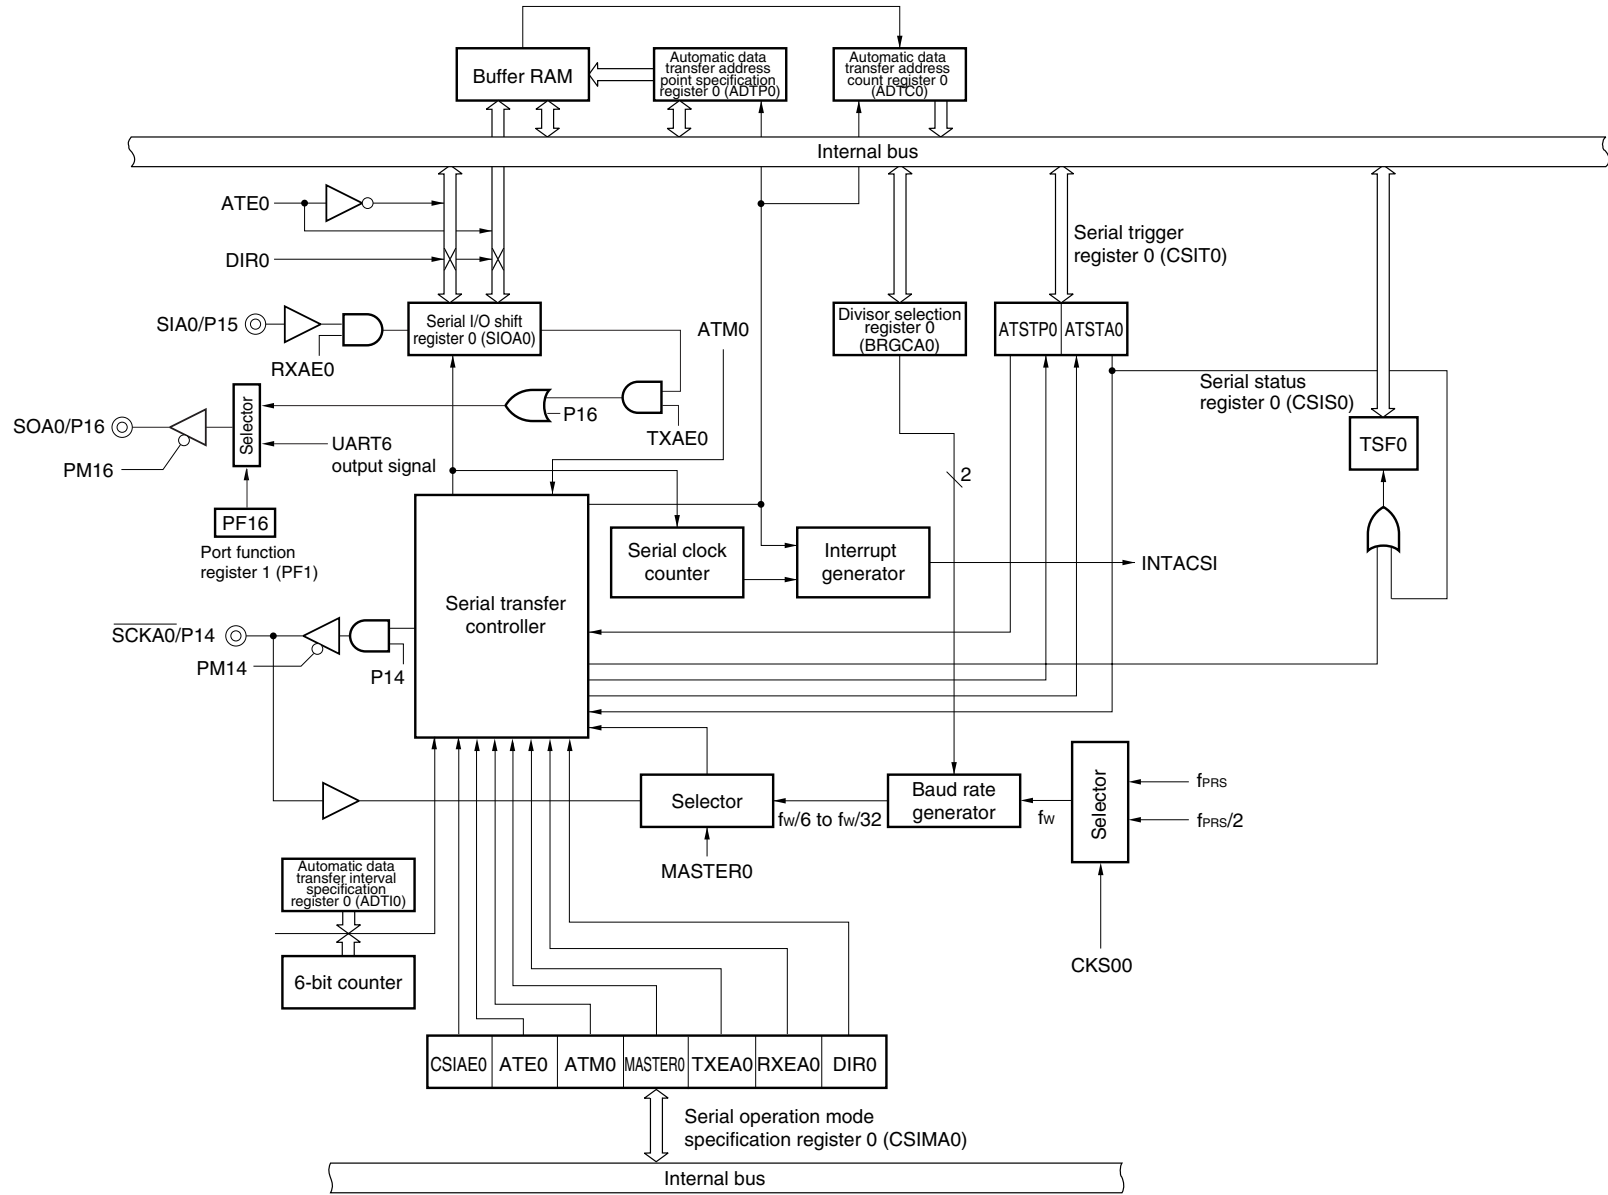 Buffer RAM
Automatic data
transfer address
point specification
register 0 (ADTP0)
Automatic data
transfer address
count register 0
(ADTC0)
Internal bus
ATE0
DIR0
Serial trigger
register 0 (CSIT0)
SIA0/P15
RXAE0
Serial I/O shift
register 0 (SIOA0)
ATM0
Divisor selection
register 0
(BRGCA0)
ATSTP0
ATSTA0
Serial status
register 0 (CSIS0)
TSF0
SOA0/P16
PM16
Selector
P16
TXAE0
UART6
output signal
PF16
Port function
register 1 (PF1)
2
Serial clock
counter
Interrupt
generator
INTACSI
Serial transfer
controller
SCKA0/P14
PM14
P14
Selector
MASTER0
fW/6 to fW/32
Baud rate
generator
fW
Selector
fPRS
fPRS/2
CKS00
Automatic data
transfer interval
specification
register 0 (ADTI0)
6-bit counter
CSIAE0
ATE0
ATM0
MASTER0
TXEA0
RXEA0
DIR0
Serial operation mode
specification register 0 (CSIMA0)
Internal bus